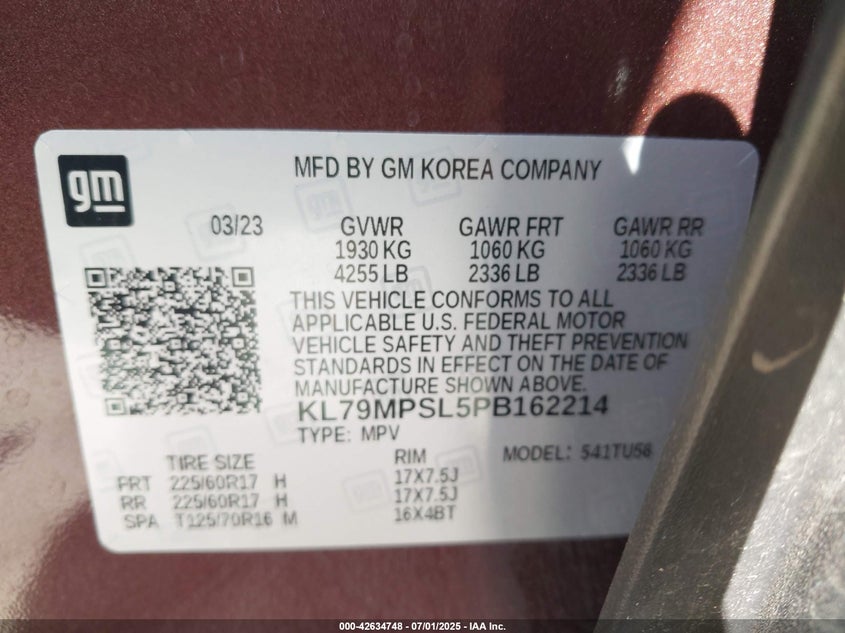 gm
MFD BY GM KOREA COMPANY
03/23 GVWR GAWR FRT GAWR RR
1930 KG 1060 KG 1060 KG
4255 LB 2336 LB 2336 LB
THIS VEHICLE CONFORMS TO ALL
APPLICABLE U.S. FEDERAL MOTOR
VEHICLE SAFETY AND THEFT PREVENTION
STANDARDS IN EFFECT ON THE DATE OF
MANUFACTURE SHOWN ABOVE.
KL79MPSL5PB162214
TYPE: MPV MODEL: 541TU56
TIRE SIZE RIM
FRT 225/60R17 H 17X7.5J
RR 225/60R17 H 17X7.5J
SPA T125/70R16 M 16X4BT
000-42634748 - 07/01/2025 - IAA Inc.